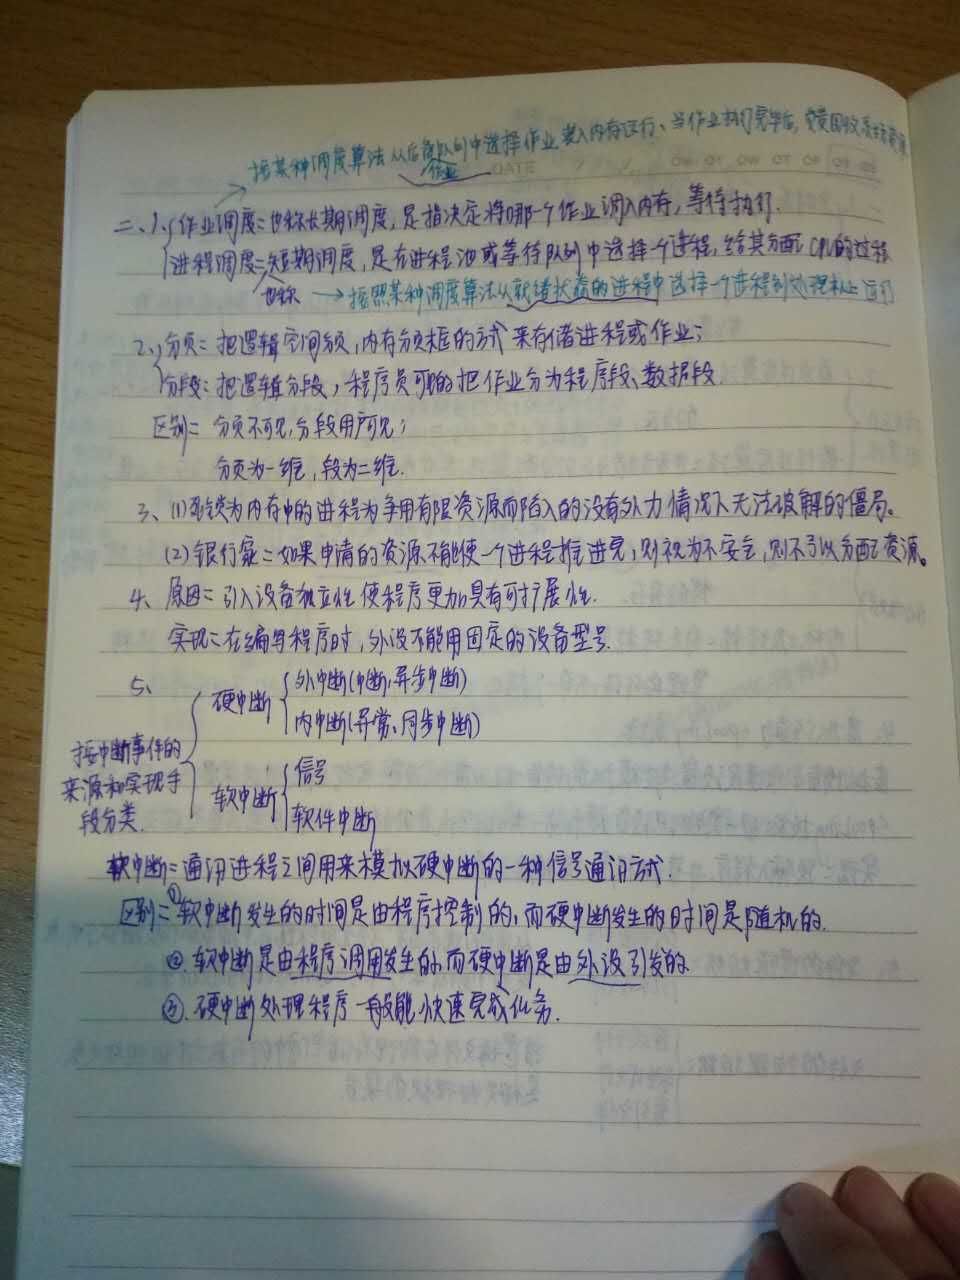 按某种调度算法从后备队列中选择作业装入内存运行、当作业执行完毕后,
作业
DATE
二、1、作业调度:也称长期调度,是指决定将哪一个作业调入内存,等待执行.
进程调度:短期调度,是在进程池或等待队列中选择一个进程,给其分配CPU的过程
也称 → 按照某种调度算法从就绪状态的进程中选择一个进程到处理机上运行
2、分页:把逻辑空间分页,内存分页框的方式来存储进程或作业;
分段:把逻辑分段,程序员可见的把作业分为程序段、数据段.
区别:分页不可见,分段用户可见;
分页为一维,段为二维.
3、(1)死锁为内存中的进程为争用有限资源而陷入的没有外力情况下无法破解的僵局。
(2)银行家:如果申请的资源不能使一个进程推进完,则视为不安全,则不予以分配资源。
4、原因:引入设备独立性使程序更加具有可扩展性.
实现:在编写程序时,外设不能用固定的设备型号.
5、
硬中断 外中断(中断,异步中断)
内中断(异常、同步中断)
按中断事件的来源和实现手段分类.
软中断 信号
软件中断
软中断:通讯进程之间用来模拟硬中断的一种信号通讯方式.
区别:①软中断发生的时间是由程序控制的,而硬中断发生的时间是随机的.
②.软中断是由程序调用发生的,而硬中断是由外设引发的.
③.硬中断处理程序一般能快速完成任务.